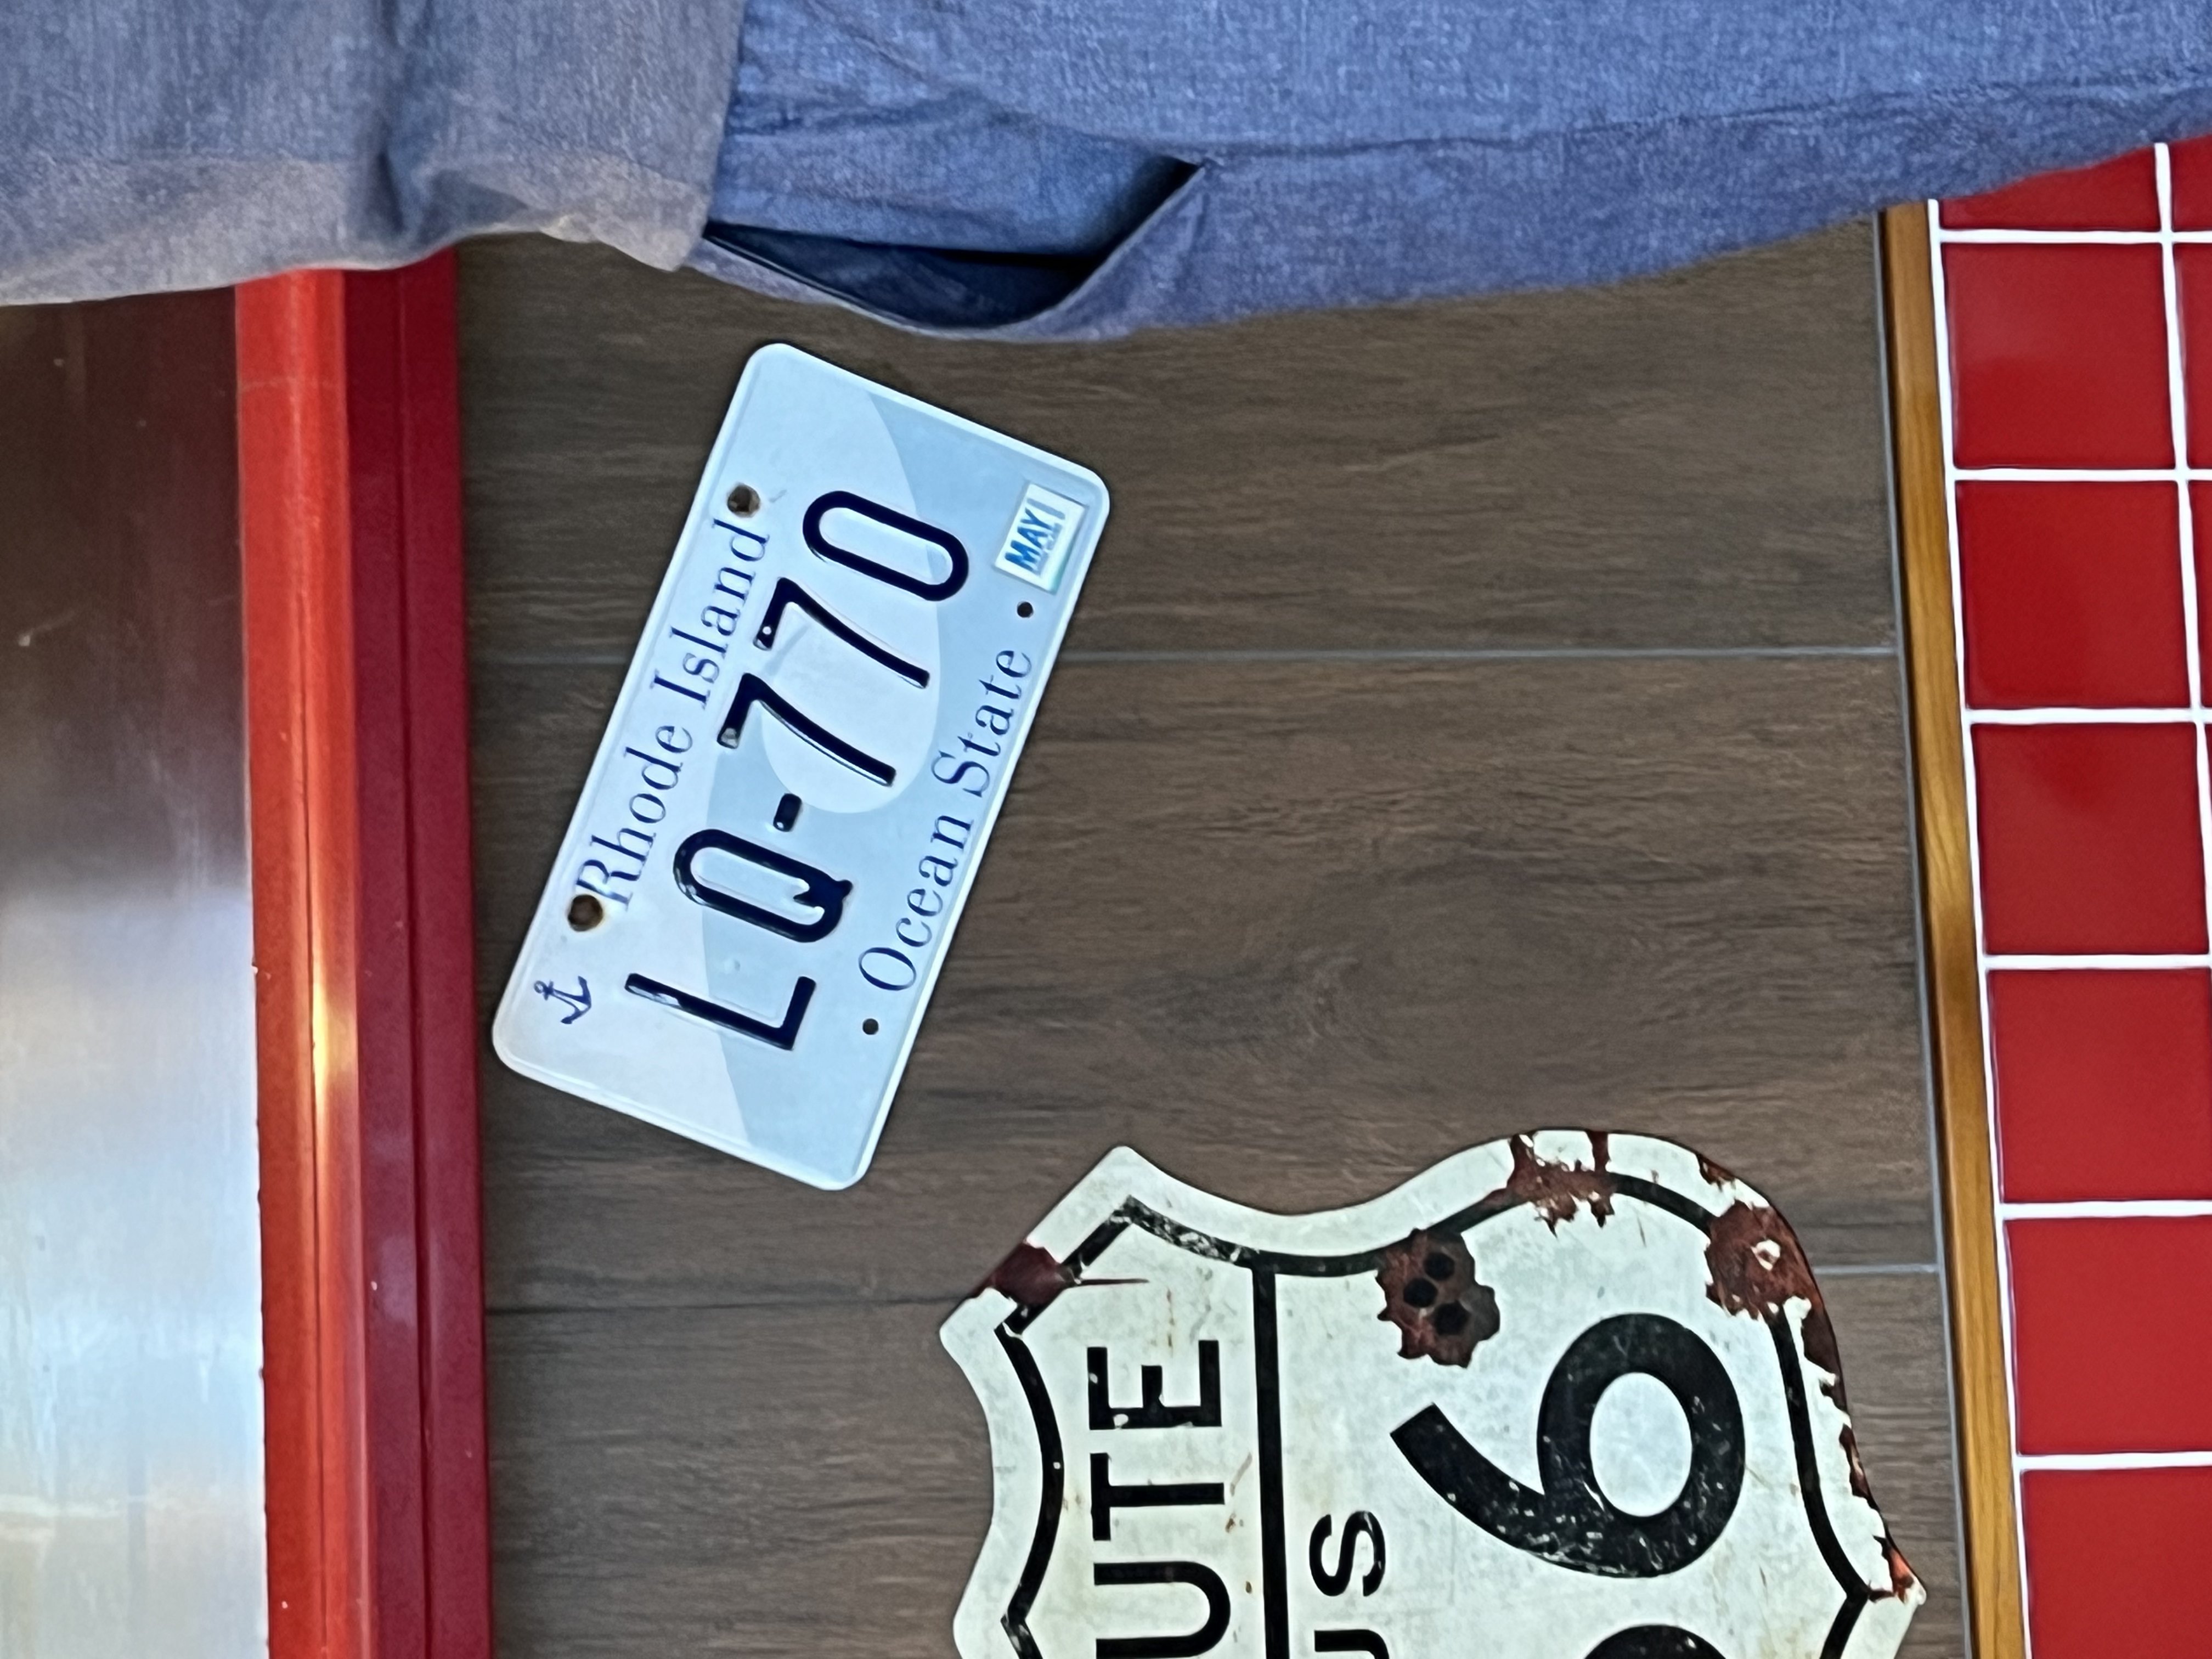 Rhode Island
LQ-770
MAY
Ocean State
UTE
US
6